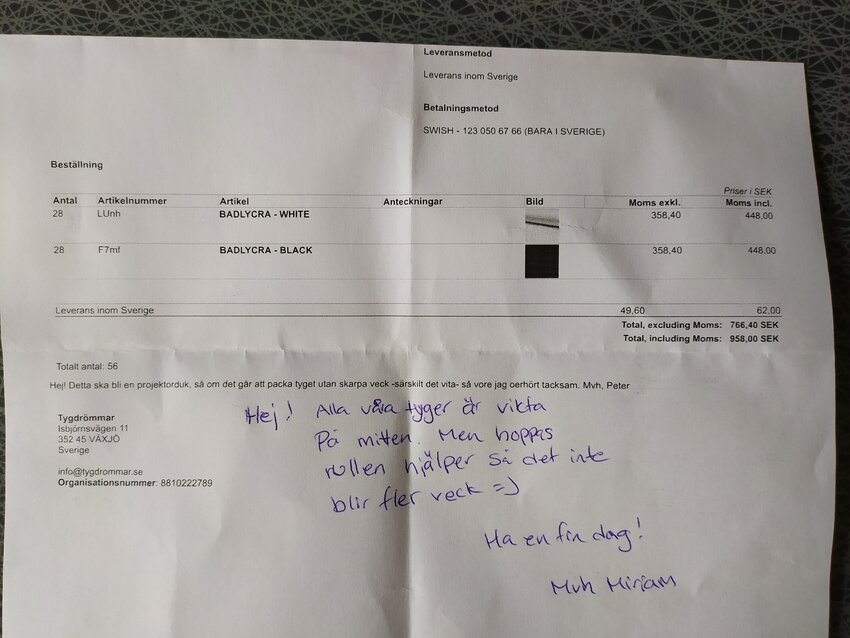 Leveransmetod
Leverans inom Sverige
Betalningsmetod
SWISH - 123 050 67 66 (BARA I SVERIGE)
Beställning
Priser i SEK
Antal Artikelnummer Artikel Anteckningar Bild Moms exkl. Moms incl.
28 LUnh BADLYCRA - WHITE 358,40 448,00
28 F7mf BADLYCRA - BLACK 358,40 448,00
Leverans inom Sverige 49,60 62,00
Total, excluding Moms: 766,40 SEK
Total, including Moms: 958,00 SEK
Totalt antal: 56
Hej! Detta ska bli en projektorduk, så om det går att packa tyget utan skarpa veck -särskilt det vita- så vore jag oerhört tacksam. Mvh, Peter
Tygdrömmar
Isbjörnsvägen 11
352 45 VÄXJÖ
Sverige
info@tygdrommar.se
Organisationsnummer: 8810222789
Hej! Alla våra tyger är vikta
På mitten. Men hoppas
rullen hjälper så det inte
blir fler veck =)
Ha en fin dag!
Mvh Miriam